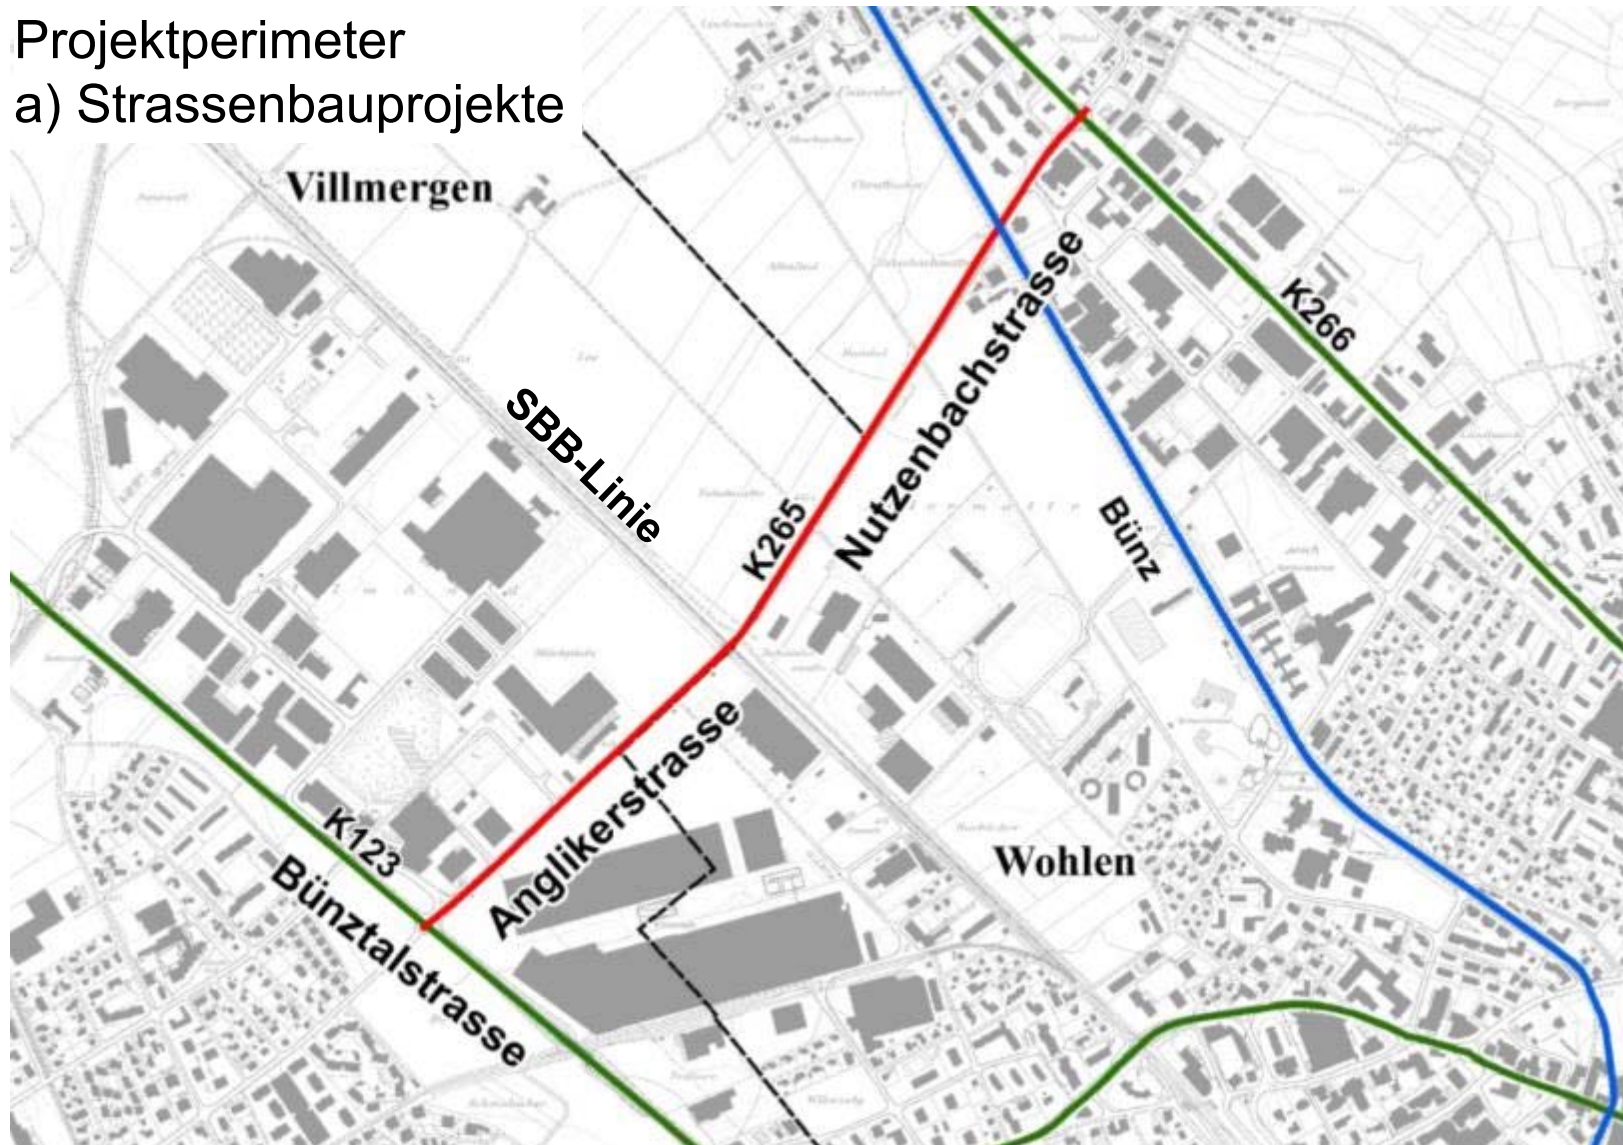 Projektperimeter
a) Strassenbauprojekte
Villmergen
K266
Nutzenbachstrasse
SBB-Linie
K265
Bünz
Anglikerstrasse
K123
Wohlen
Bünztalstrasse